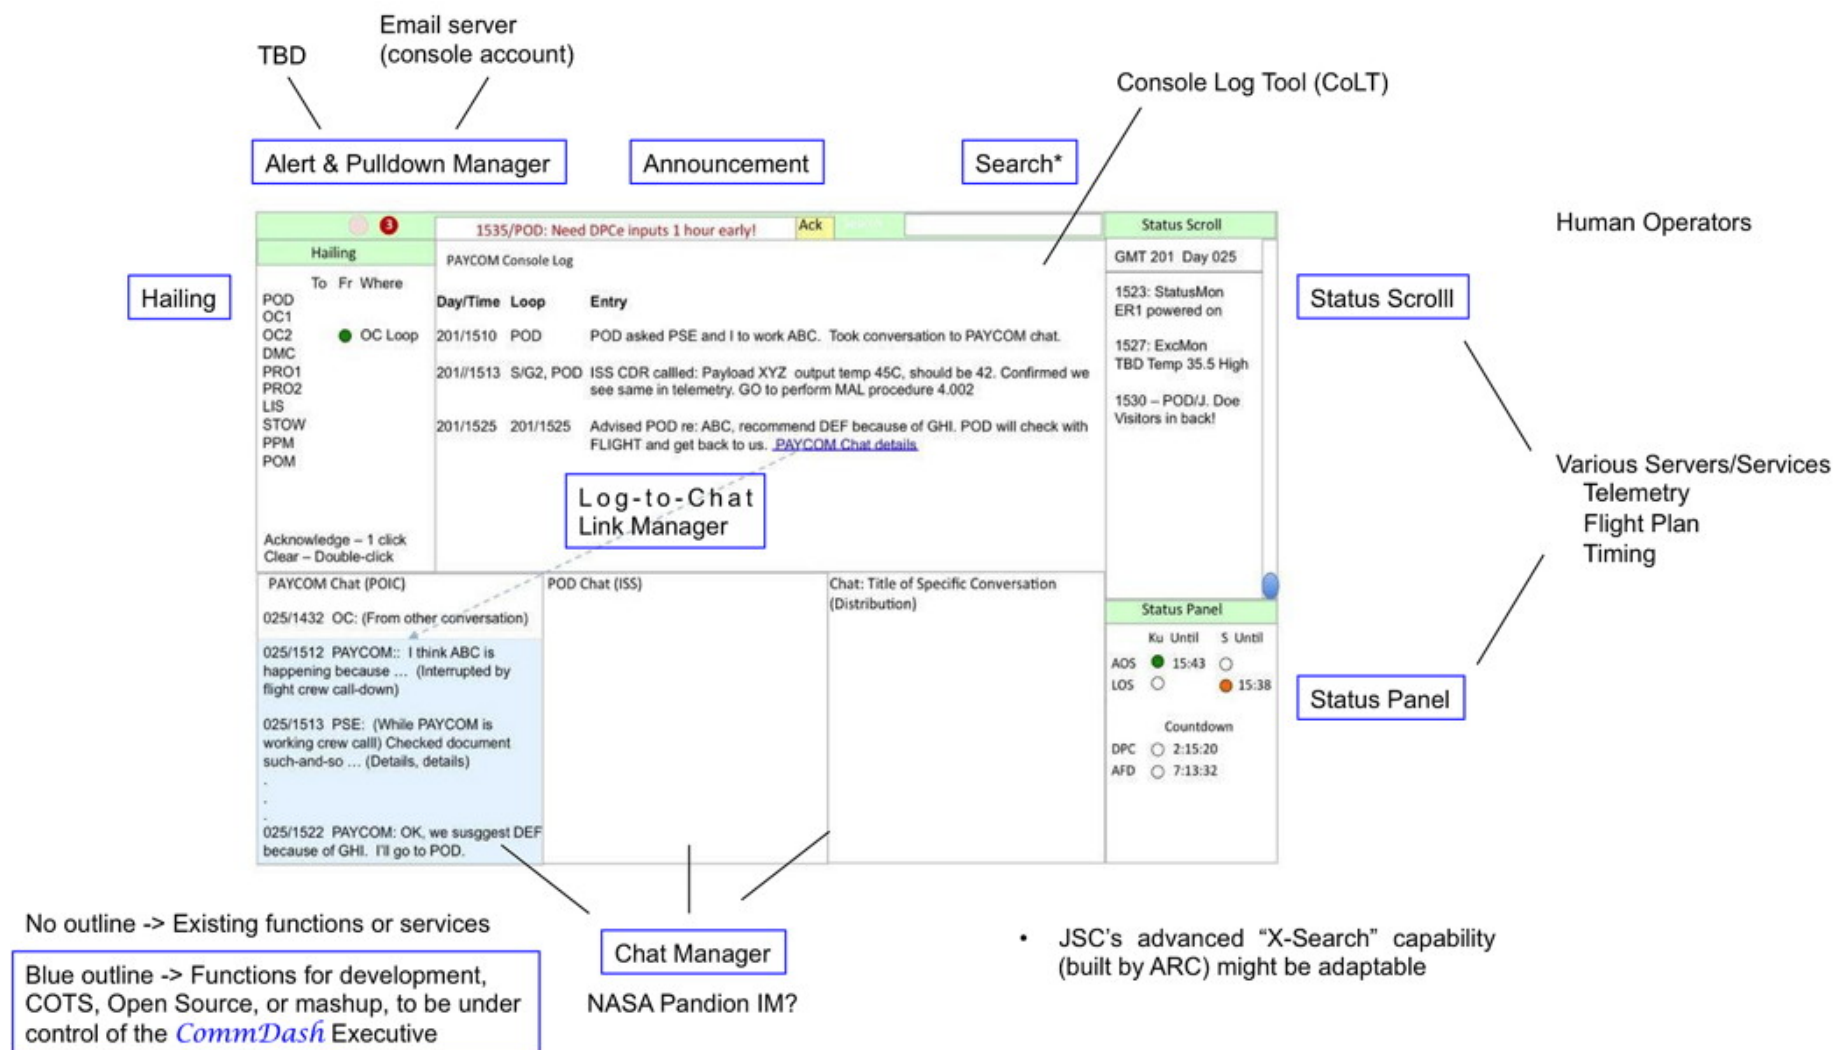 Email server
(console account)
TBD
Console Log Tool (CoLT)
Alert & Pulldown Manager
Announcement
Search*
3
1535/POD: Need DPCe inputs 1 hour early!
Ack
Status Scroll
Human Operators
Hailing
Hailing
To Fr Where
POD
OC1
OC2 OC Loop
DMC
PRO1
PRO2
LIS
STOW
PPM
POM
Acknowledge – 1 click
Clear – Double-click
PAYCOM Console Log
Day/Time Loop Entry
201/1510 POD POD asked PSE and I to work ABC. Took conversation to PAYCOM chat.
201//1513 S/G2, POD ISS CDR callled: Payload XYZ output temp 45C, should be 42. Confirmed we
see same in telemetry. GO to perform MAL procedure 4.002
201/1525 201/1525 Advised POD re: ABC, recommend DEF because of GHI. POD will check with
FLIGHT and get back to us. PAYCOM Chat details
Log-to-Chat
Link Manager
GMT 201 Day 025
1523: StatusMon
ER1 powered on
1527: ExcMon
TBD Temp 35.5 High
1530 – POD/J. Doe
Visitors in back!
Status Scrolll
Various Servers/Services
Telemetry
Flight Plan
Timing
PAYCOM Chat (POIC)
025/1432 OC: (From other conversation)
025/1512 PAYCOM:: I think ABC is
happening because ... (Interrupted by
flight crew call-down)
025/1513 PSE: (While PAYCOM is
working crew calll) Checked document
such-and-so ... (Details, details)
.
.
.
025/1522 PAYCOM: OK, we susggest DEF
because of GHI. I'll go to POD.
POD Chat (ISS)
Chat: Title of Specific Conversation
(Distribution)
Status Panel
Ku Until S Until
AOS 15:43
LOS 15:38
Countdown
DPC 2:15:20
AFD 7:13:32
Status Panel
No outline -> Existing functions or services
Blue outline -> Functions for development,
COTS, Open Source, or mashup, to be under
control of the CommDash Executive
Chat Manager
NASA Pandion IM?
• JSC's advanced “X-Search” capability
(built by ARC) might be adaptable